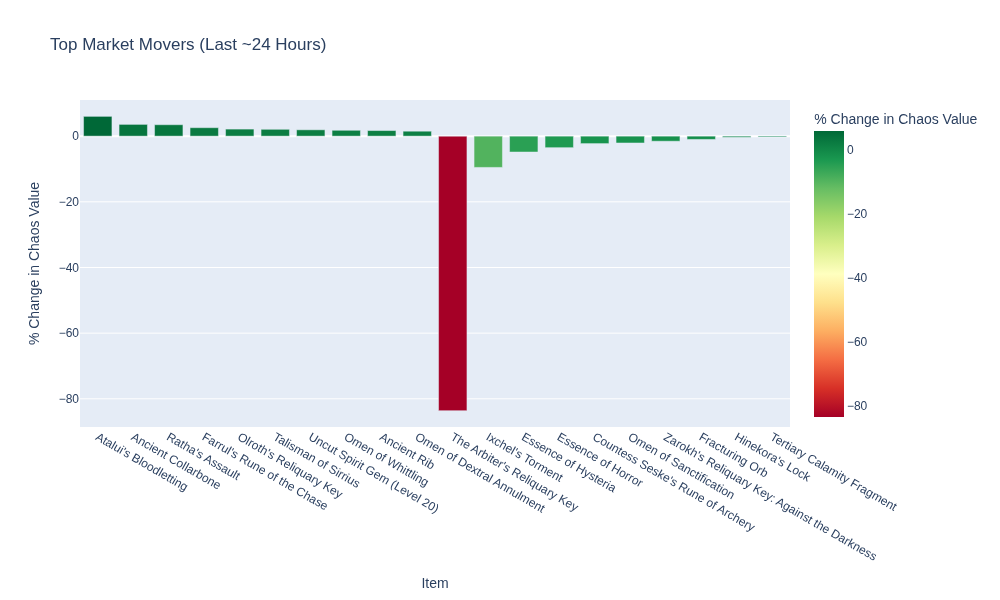 Top Market Movers (Last ~24 Hours)
% Change in Chaos Value
0
−20
−40
−60
−80
% Change in Chaos Value
0
−20
−40
−60
−80
Atalui's Bloodletting
Ancient Collarbone
Ratha's Assault
Farrul's Rune of the Chase
Olroth's Reliquary Key
Talisman of Sirrius
Uncut Spirit Gem (Level 20)
Omen of Whittling
Ancient Rib
Omen of Dextral Annulment
The Arbiter's Reliquary Key
Ixchel's Torment
Essence of Hysteria
Essence of Horror
Countess Seske's Rune of Archery
Omen of Sanctification
Zarokh's Reliquary Key: Against the Darkness
Fracturing Orb
Hinekora's Lock
Tertiary Calamity Fragment
Item